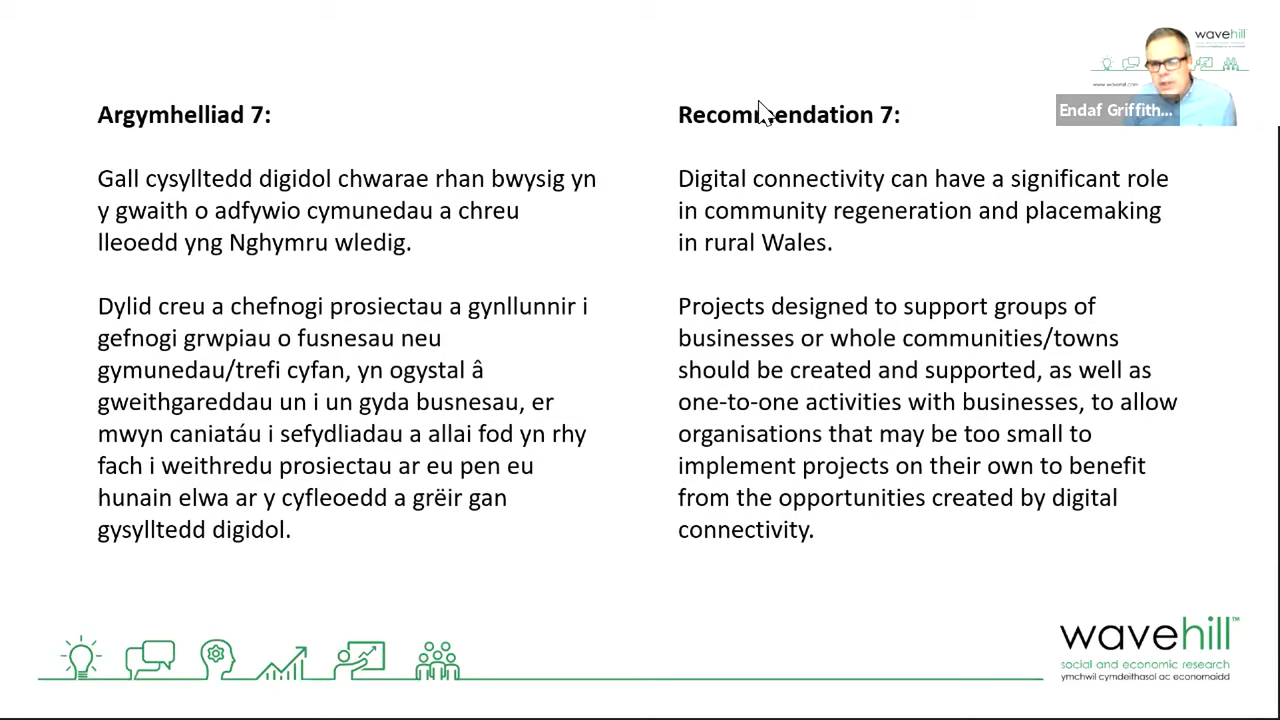 Argymhelliad 7:
Gall cysylltedd digidol chwarae rhan bwysig yn
y gwaith o adfywio cymunedau a chreu
lleoedd yng Nghymru wledig.
Dylid creu a chefnogi prosiectau a gynllunnir i
gefnogi grwpiau o fusnesau neu
gymunedau/trefi cyfan, yn ogystal â
gweithgareddau un i un gyda busnesau, er
mwyn caniatáu i sefydliadau a allai fod yn rhy
fach i weithredu prosiectau ar eu pen eu
hunain elwa ar y cyfleoedd a grëir gan
gysylltedd digidol.
Recommendation 7:
Digital connectivity can have a significant role
in community regeneration and placemaking
in rural Wales.
Projects designed to support groups of
businesses or whole communities/towns
should be created and supported, as well as
one-to-one activities with businesses, to allow
organisations that may be too small to
implement projects on their own to benefit
from the opportunities created by digital
connectivity.
wavehill
www.wavehill.com
Endaf Griffith...
wavehill™
social and economic research
ymchwil cymdeithasol ac economaidd